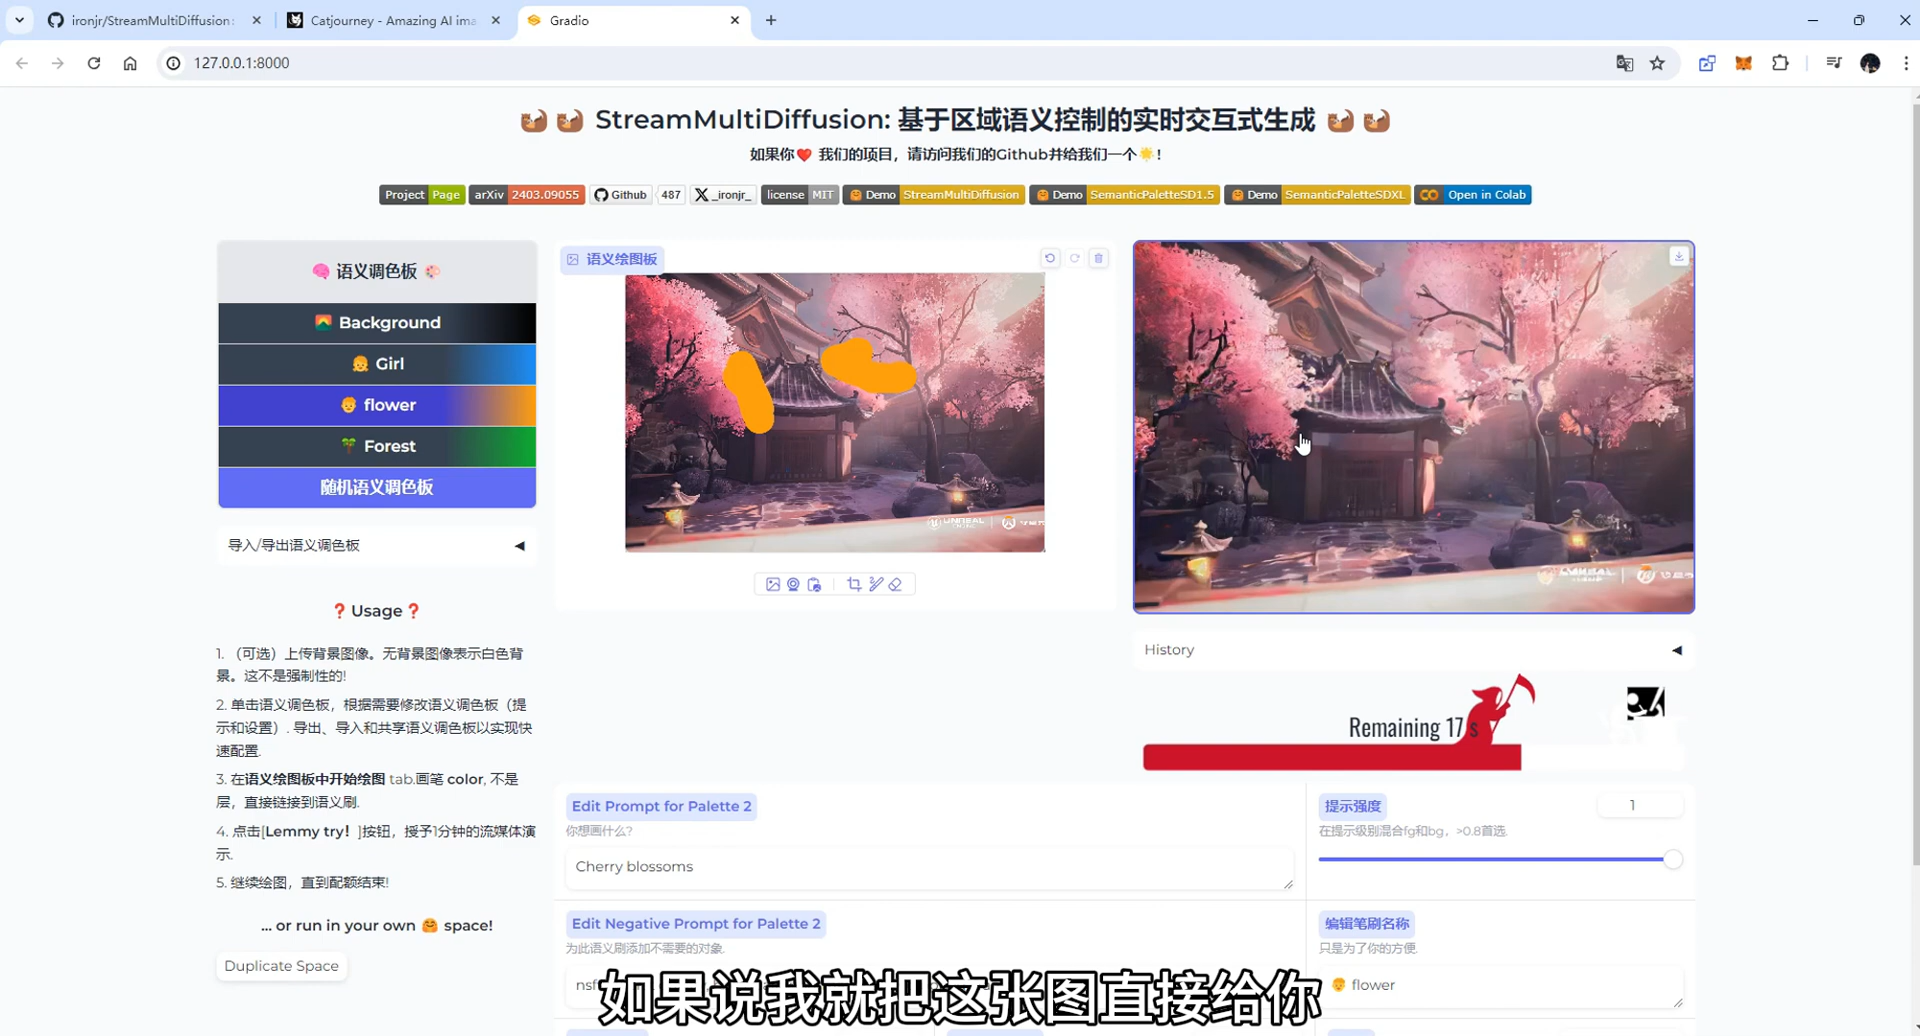 ironjr/StreamMultiDiffusion:
Catjourney - Amazing AI ima
Gradio
127.0.0.1:8000
StreamMultiDiffusion: 基于区域语义控制的实时交互式生成
如果你❤️ 我们的项目，请访问我们的Github并给我们一个🌟！
Project Page arXiv 2403.09055 Github 487 X _ironjr_ license MIT Demo StreamMultiDiffusion Demo SemanticPaletteSD1.5 Demo SemanticPaletteSDXL Open in Colab
语义调色板
Background
Girl
flower
Forest
随机语义调色板
导入/导出语义调色板
❓ Usage ❓
1. （可选）上传背景图像。无背景图像表示白色背
景。这不是强制性的!
2. 单击语义调色板，根据需要修改语义调色板（提
示和设置）. 导出、导入和共享语义调色板以实现快
速配置.
3. 在语义绘图板中开始绘图 tab.画笔 color, 不是
层，直接链接到语义刷.
4. 点击[Lemmy try！]按钮，授予1分钟的流媒体演
示.
5. 继续绘图，直到配额结束!
... or run in your own 🤗 space!
Duplicate Space
语义绘图板
UNREAL
History
Remaining 17 s
Edit Prompt for Palette 2
你想画什么?
Cherry blossoms
提示强度
1
在提示级别混合fg和bg，>0.8首选.
Edit Negative Prompt for Palette 2
为此语义刷添加不需要的对象.
编辑笔刷名称
只是为了你的方便.
flower
如果说我就把这张图直接给你